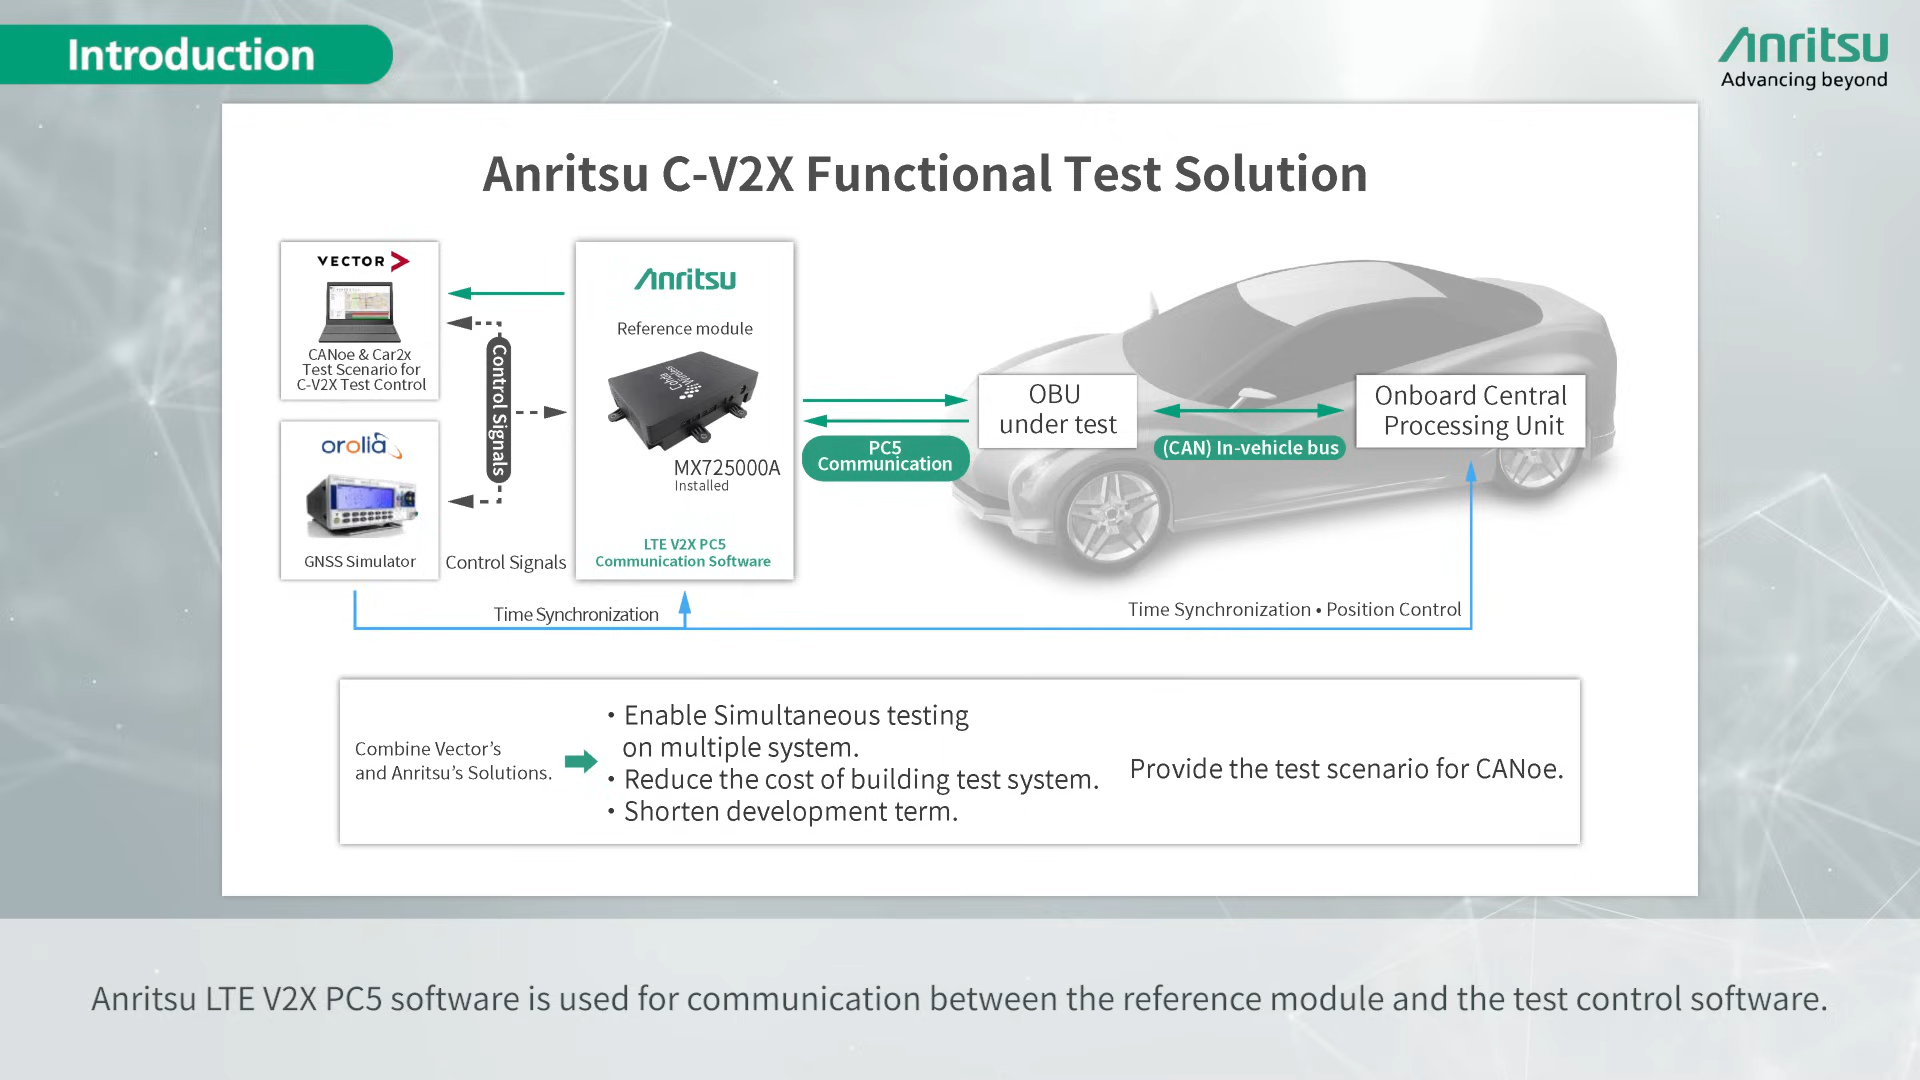 Introduction
Anritsu
Advancing beyond
Anritsu C-V2X Functional Test Solution
VECTOR
CANoe & Car2x
Test Scenario for
C-V2X Test Control
orolia
GNSS Simulator
Control Signals
Control Signals
Anritsu
Reference module
Cohda
Wireless
MX725000A
Installed
LTE V2X PC5
Communication Software
PC5
Communication
OBU
under test
(CAN) In-vehicle bus
Onboard Central
Processing Unit
Time Synchronization
Time Synchronization • Position Control
Combine Vector’s
and Anritsu’s Solutions.
・Enable Simultaneous testing
on multiple system.
・Reduce the cost of building test system.
・Shorten development term.
Provide the test scenario for CANoe.
Anritsu LTE V2X PC5 software is used for communication between the reference module and the test control software.